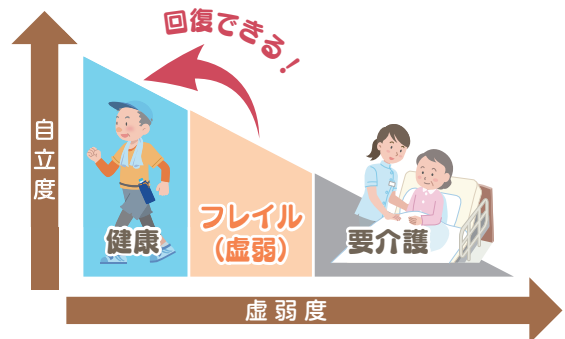 回復できる！
自立度
健康
フレイル
（虚弱）
要介護
虚弱度